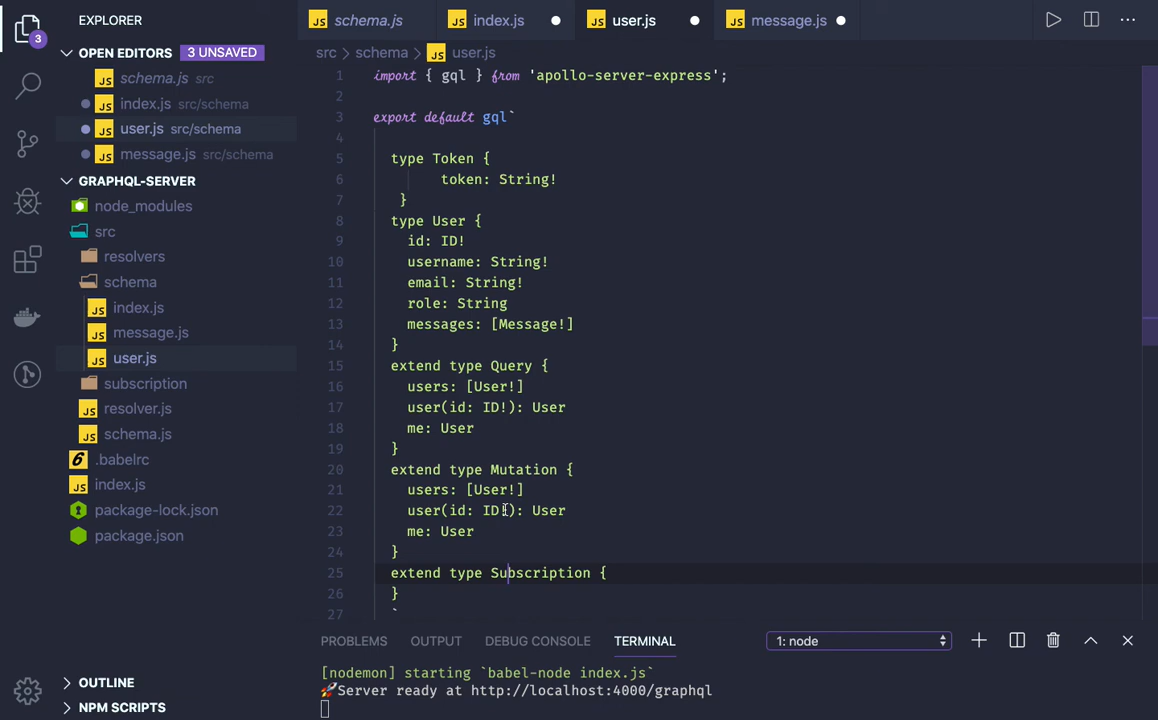 EXPLORER
OPEN EDITORS 3 UNSAVED
schema.js src
index.js src/schema
user.js src/schema
message.js src/schema
GRAPHQL-SERVER
node_modules
src
resolvers
schema
index.js
message.js
user.js
subscription
resolver.js
schema.js
.babelrc
index.js
package-lock.json
package.json
OUTLINE
NPM SCRIPTS
3
JS schema.js
JS index.js
JS user.js
JS message.js
src > schema > JS user.js
1 import { gql } from 'apollo-server-express';
2
3 export default gql`
4
5 type Token {
6 token: String!
7 }
8 type User {
9 id: ID!
10 username: String!
11 email: String!
12 role: String
13 messages: [Message!]
14 }
15 extend type Query {
16 users: [User!]
17 user(id: ID!): User
18 me: User
19 }
20 extend type Mutation {
21 users: [User!]
22 user(id: ID!): User
23 me: User
24 }
25 extend type Subscription {
26 }
27 `
PROBLEMS OUTPUT DEBUG CONSOLE TERMINAL 1: node
[nodemon] starting `babel-node index.js`
🚀Server ready at http://localhost:4000/graphql